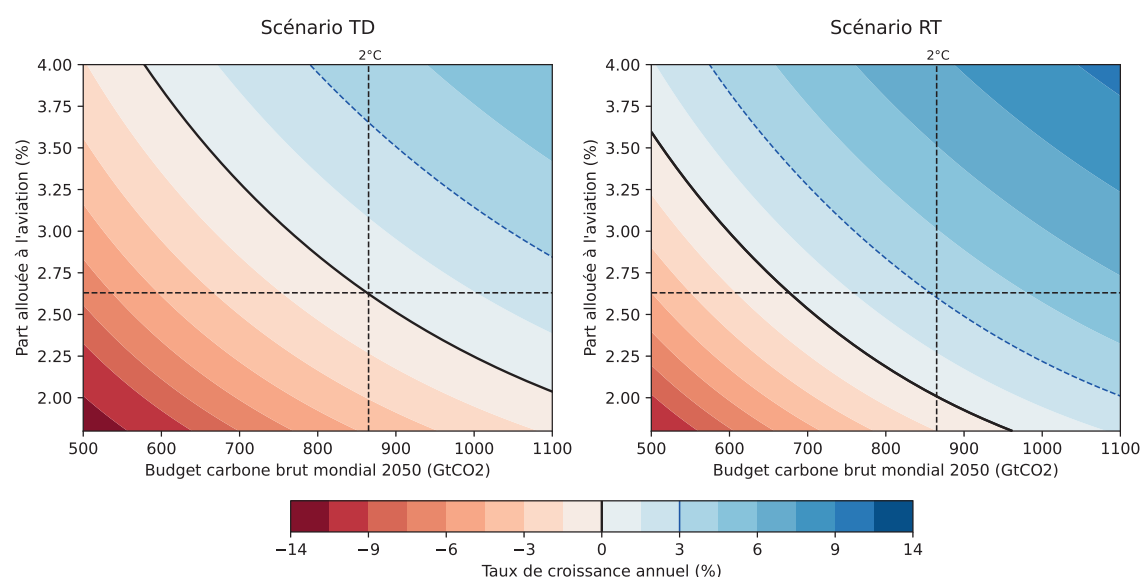 Scénario TD
2°C
4.00
3.75
3.50
3.25
3.00
2.75
2.50
2.25
2.00
Part allouée à l'aviation (%)
500 600 700 800 900 1000 1100
Budget carbone brut mondial 2050 (GtCO2)
Scénario RT
2°C
4.00
3.75
3.50
3.25
3.00
2.75
2.50
2.25
2.00
Part allouée à l'aviation (%)
500 600 700 800 900 1000 1100
Budget carbone brut mondial 2050 (GtCO2)
−14 −9 −6 −3 0 3 6 9 14
Taux de croissance annuel (%)